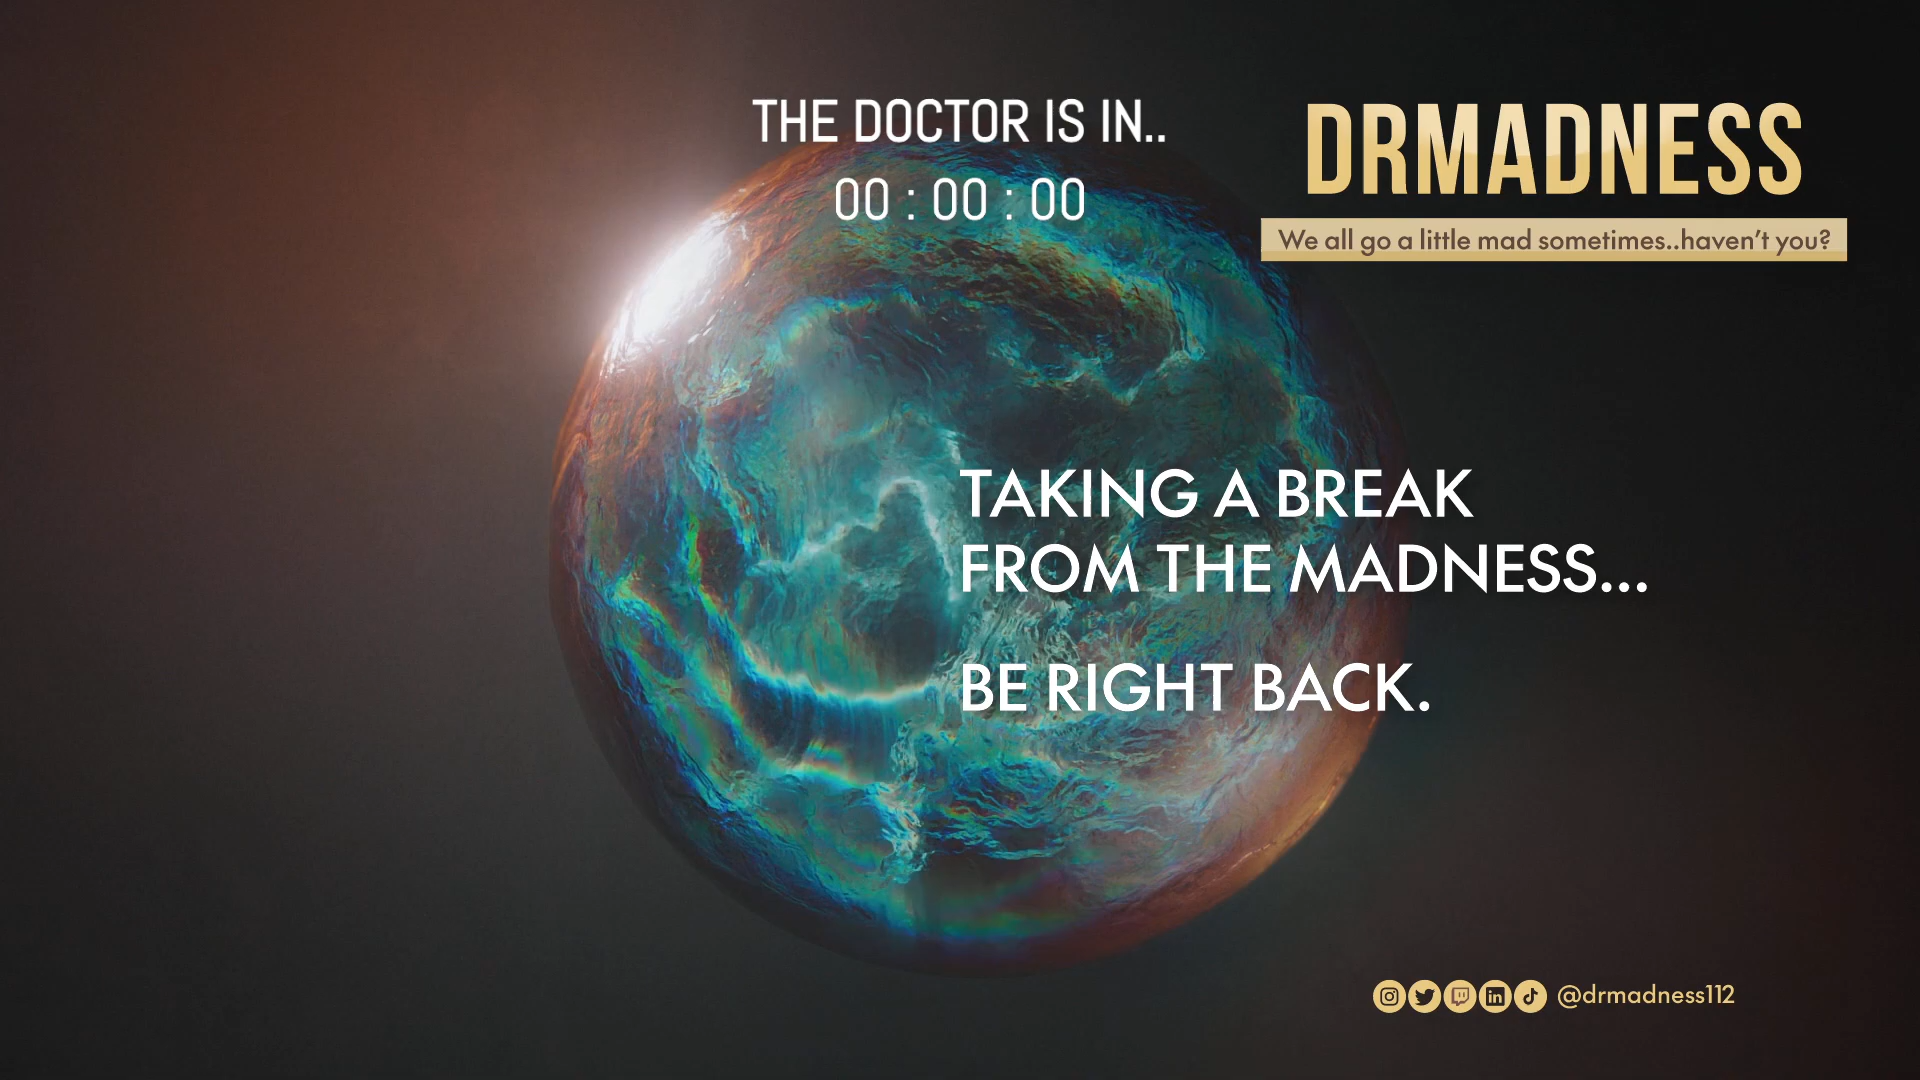 THE DOCTOR IS IN..
00 : 00 : 00
DRMADNESS
We all go a little mad sometimes..haven't you?
TAKING A BREAK
FROM THE MADNESS...
BE RIGHT BACK.
@drmadness112